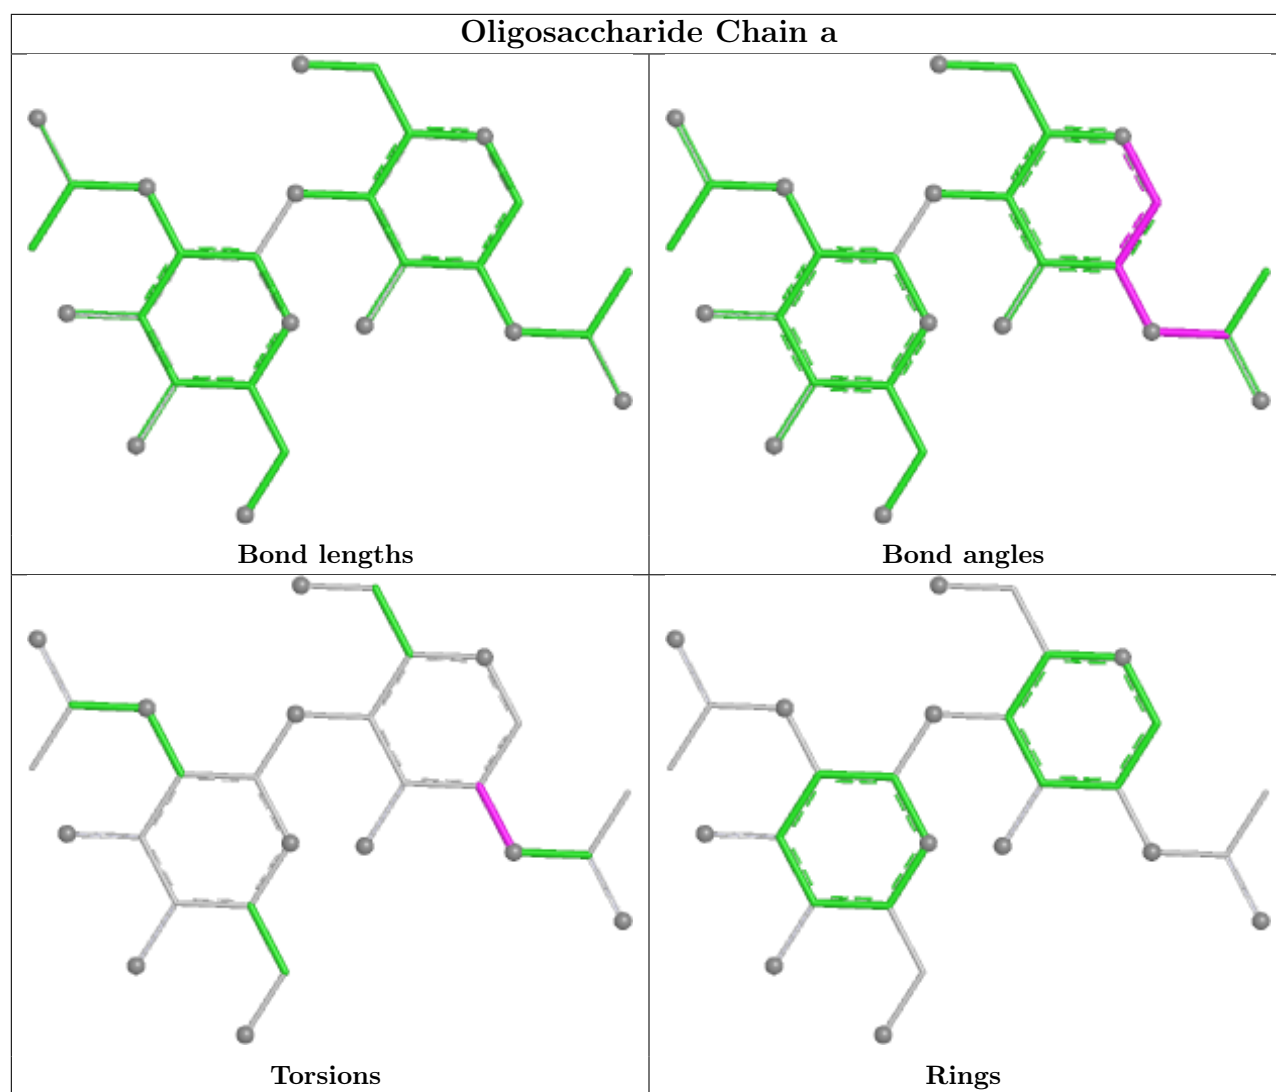 Oligosaccharide Chain a
Bond lengths
Bond angles
Torsions
Rings